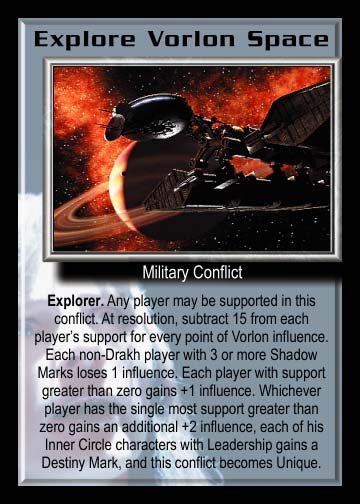 Explore Vorlon Space
Military Conflict
Explorer. Any player may be supported in this
conflict. At resolution, subtract 15 from each
player's support for every point of Vorlon influence.
Each non-Drakh player with 3 or more Shadow
Marks loses 1 influence. Each player with support
greater than zero gains +1 influence. Whichever
player has the single most support greater than
zero gains an additional +2 influence, each of his
Inner Circle characters with Leadership gains a
Destiny Mark, and this conflict becomes Unique.